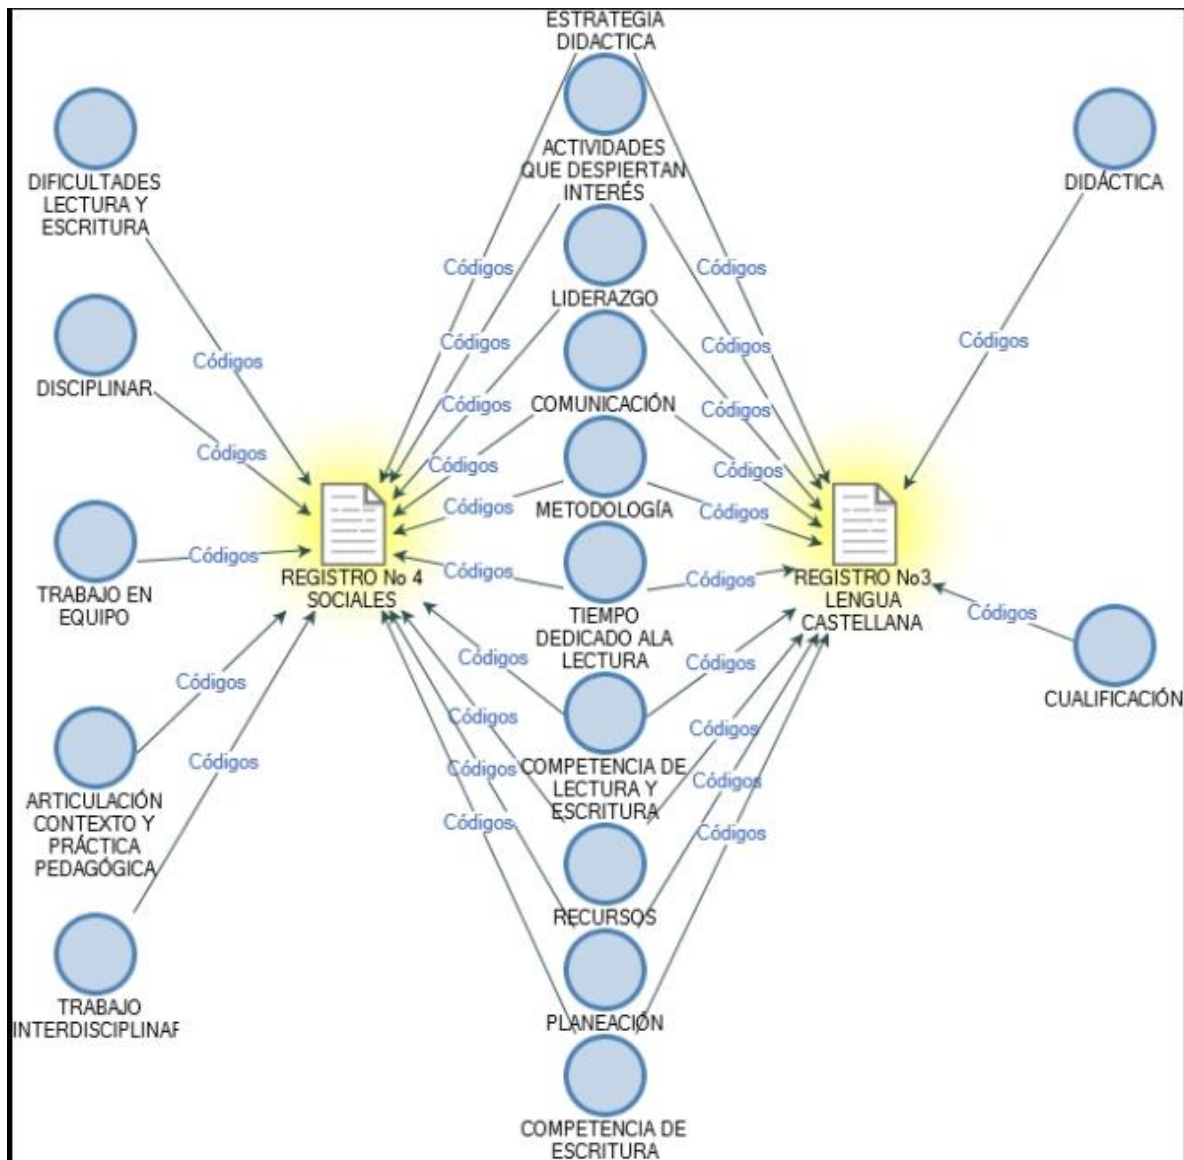 ESTRATEGIA
DIDACTICA
DIFICULTADES
LECTURA Y
ESCRITURA
ACTIVIDADES
QUE DESPIERTAN
INTERÉS
DIDÁCTICA
Códigos
Códigos
LIDERAZGO
Códigos
Códigos
Códigos
Códigos
DISCIPLINAR
COMUNICACIÓN
Códigos
Códigos
Códigos
Códigos
Códigos
METODOLOGÍA
Códigos
Códigos
Códigos
TRABAJO EN
EQUIPO
REGISTRO No 4
SOCIALES
Códigos
Códigos
REGISTRO No3
LENGUA
CASTELLANA
TIEMPO
DEDICADO ALA
LECTURA
Códigos
Códigos
Códigos
Códigos
CUALIFICACIÓN
Códigos
Códigos
Códigos
COMPETENCIA DE
LECTURA Y
ESCRITURA
Códigos
Códigos
ARTICULACIÓN
CONTEXTO Y
PRÁCTICA
PEDAGÓGICA
Códigos
Códigos
RECURSOS
TRABAJO
INTERDISCIPLINAR
PLANEACIÓN
COMPETENCIA DE
ESCRITURA